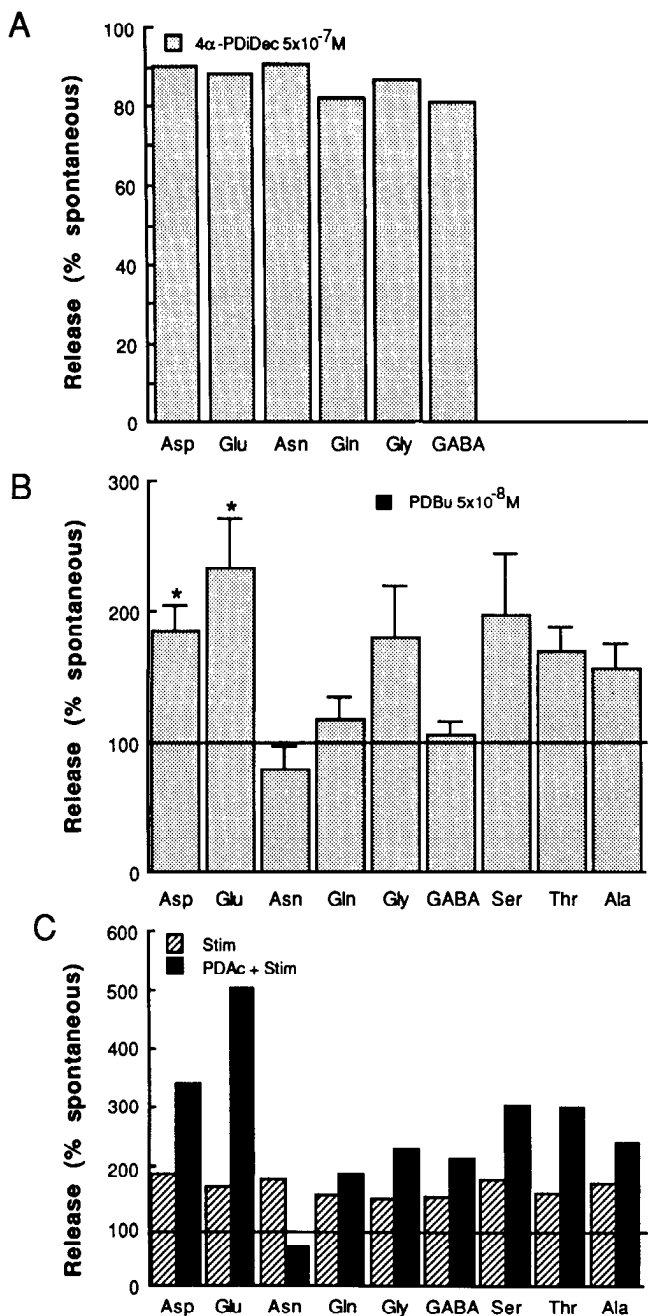 A
100
4α-PDiDec 5x10⁻⁷M
80
60
40
20
0
Release (% spontaneous)
Asp Glu Asn Gln Gly GABA
B
300
PDBu 5x10⁻⁸M
* *
200
100
0
Release (% spontaneous)
Asp Glu Asn Gln Gly GABA Ser Thr Ala
C
600
Stim
PDAc + Stim
500
400
300
200
100
0
Release (% spontaneous)
Asp Glu Asn Gln Gly GABA Ser Thr Ala